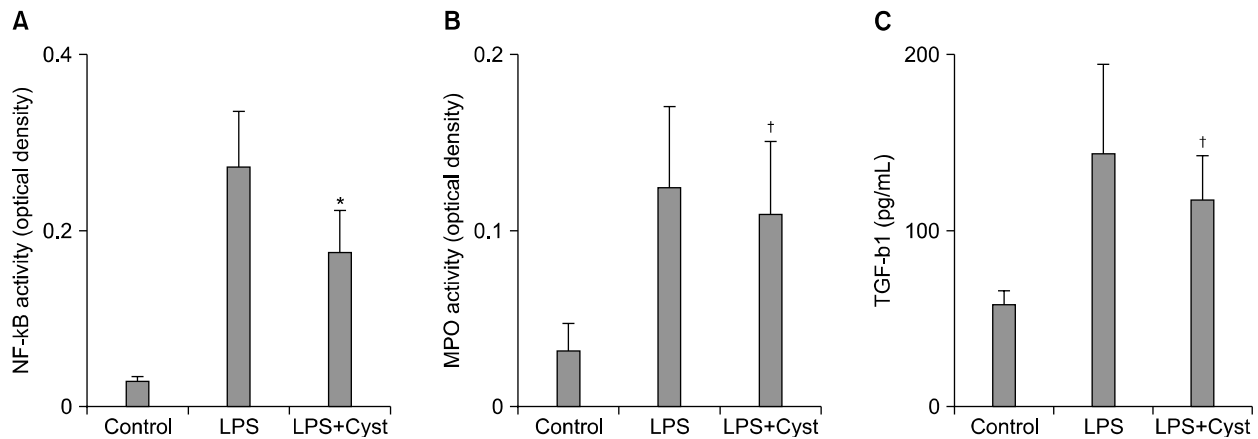 A
NF-kB activity (optical density)
0.4
0.2
0
*
Control LPS LPS+Cyst
B
MPO activity (optical density)
0.2
0.1
0
†
Control LPS LPS+Cyst
C
TGF-b1 (pg/mL)
200
100
0
†
Control LPS LPS+Cyst